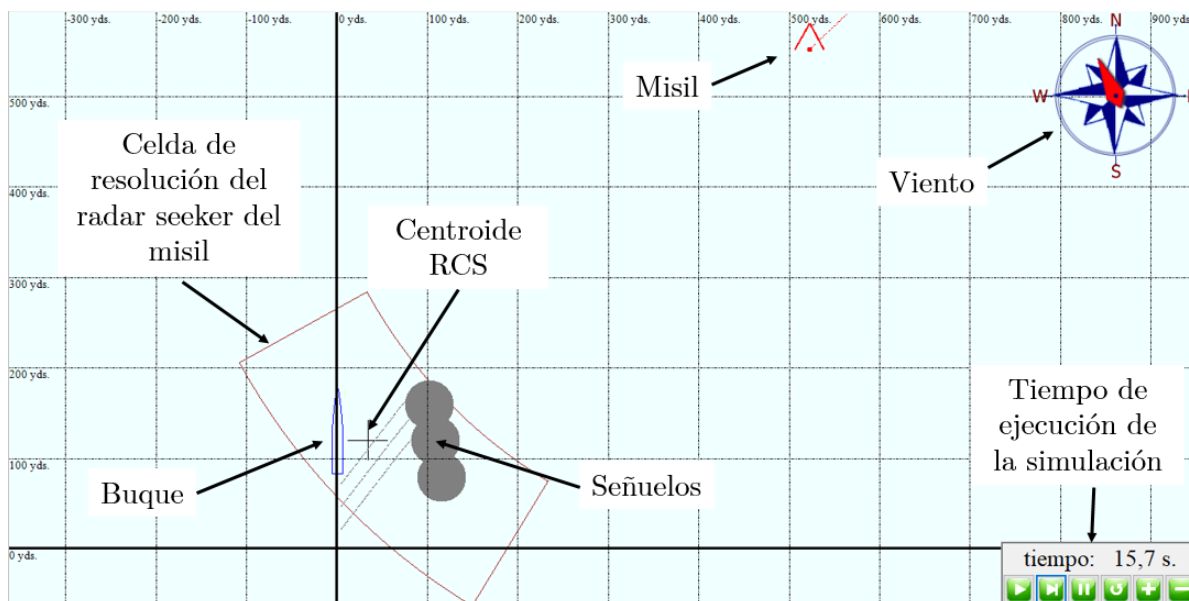 -300 yds.
-200 yds.
-100 yds.
0 yds.
100 yds.
200 yds.
300 yds.
400 yds.
500 yds.
600 yds.
700 yds.
800 yds.
900 yds.
N
Misil
W
500 yds.
S
Celda de
resolución del
radar seeker del
misil
Viento
400 yds.
Centroide
RCS
300 yds.
200 yds.
Tiempo de
ejecución de
la simulación
100 yds.
Buque
Señuelos
0 yds.
tiempo: 15,7 s.